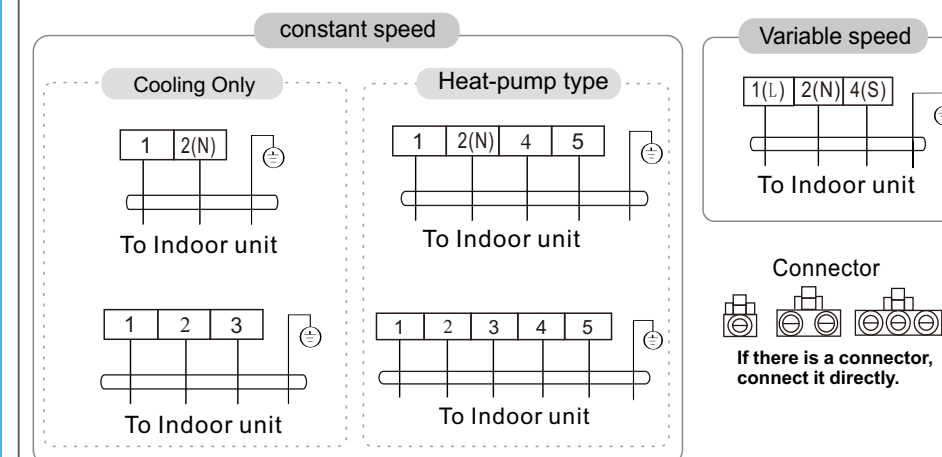 constant speed
Cooling Only
1 2(N)
To Indoor unit
1 2 3
To Indoor unit
Heat-pump type
1 2(N) 4 5
To Indoor unit
1 2 3 4 5
To Indoor unit
Variable speed
1(L) 2(N) 4(S)
To Indoor unit
Connector
If there is a connector,
connect it directly.